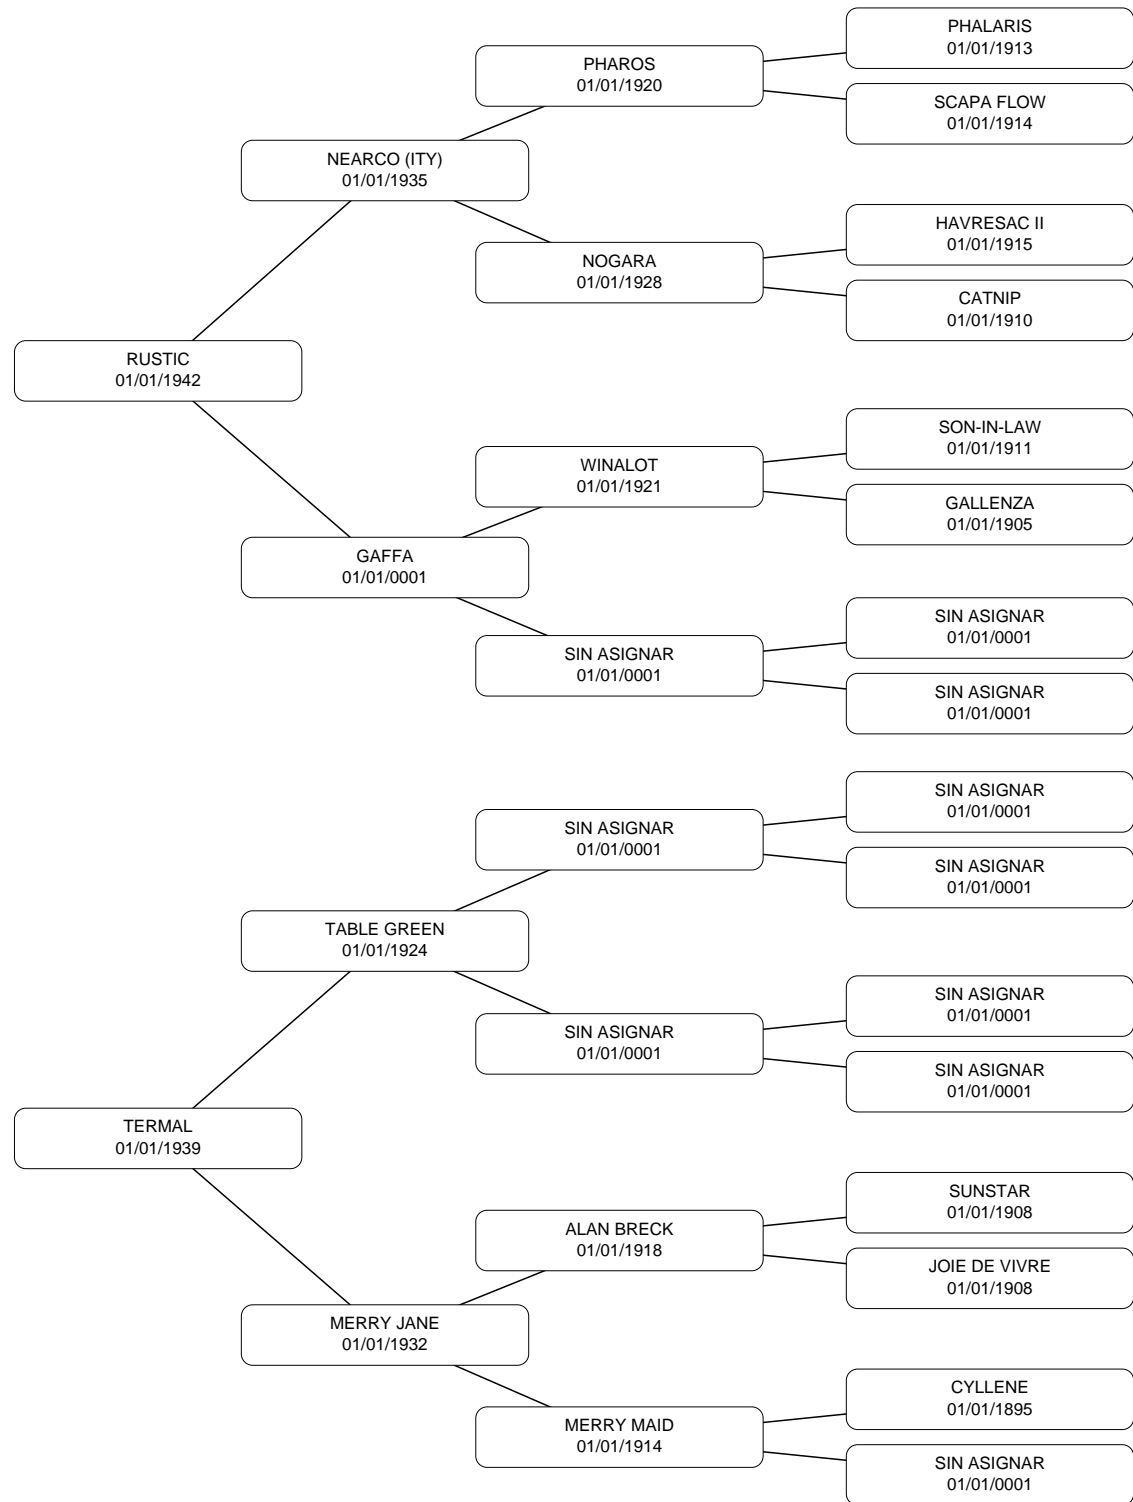 PHALARIS
01/01/1913
PHAROS
01/01/1920
SCAPA FLOW
01/01/1914
NEARCO (ITY)
01/01/1935
HAVRESAC II
01/01/1915
NOGARA
01/01/1928
CATNIP
01/01/1910
RUSTIC
01/01/1942
SON-IN-LAW
01/01/1911
WINALOT
01/01/1921
GALLENZA
01/01/1905
GAFFA
01/01/0001
SIN ASIGNAR
01/01/0001
SIN ASIGNAR
01/01/0001
SIN ASIGNAR
01/01/0001
SIN ASIGNAR
01/01/0001
SIN ASIGNAR
01/01/0001
SIN ASIGNAR
01/01/0001
TABLE GREEN
01/01/1924
SIN ASIGNAR
01/01/0001
SIN ASIGNAR
01/01/0001
SIN ASIGNAR
01/01/0001
TERMAL
01/01/1939
SUNSTAR
01/01/1908
ALAN BRECK
01/01/1918
JOIE DE VIVRE
01/01/1908
MERRY JANE
01/01/1932
CYLLENE
01/01/1895
MERRY MAID
01/01/1914
SIN ASIGNAR
01/01/0001